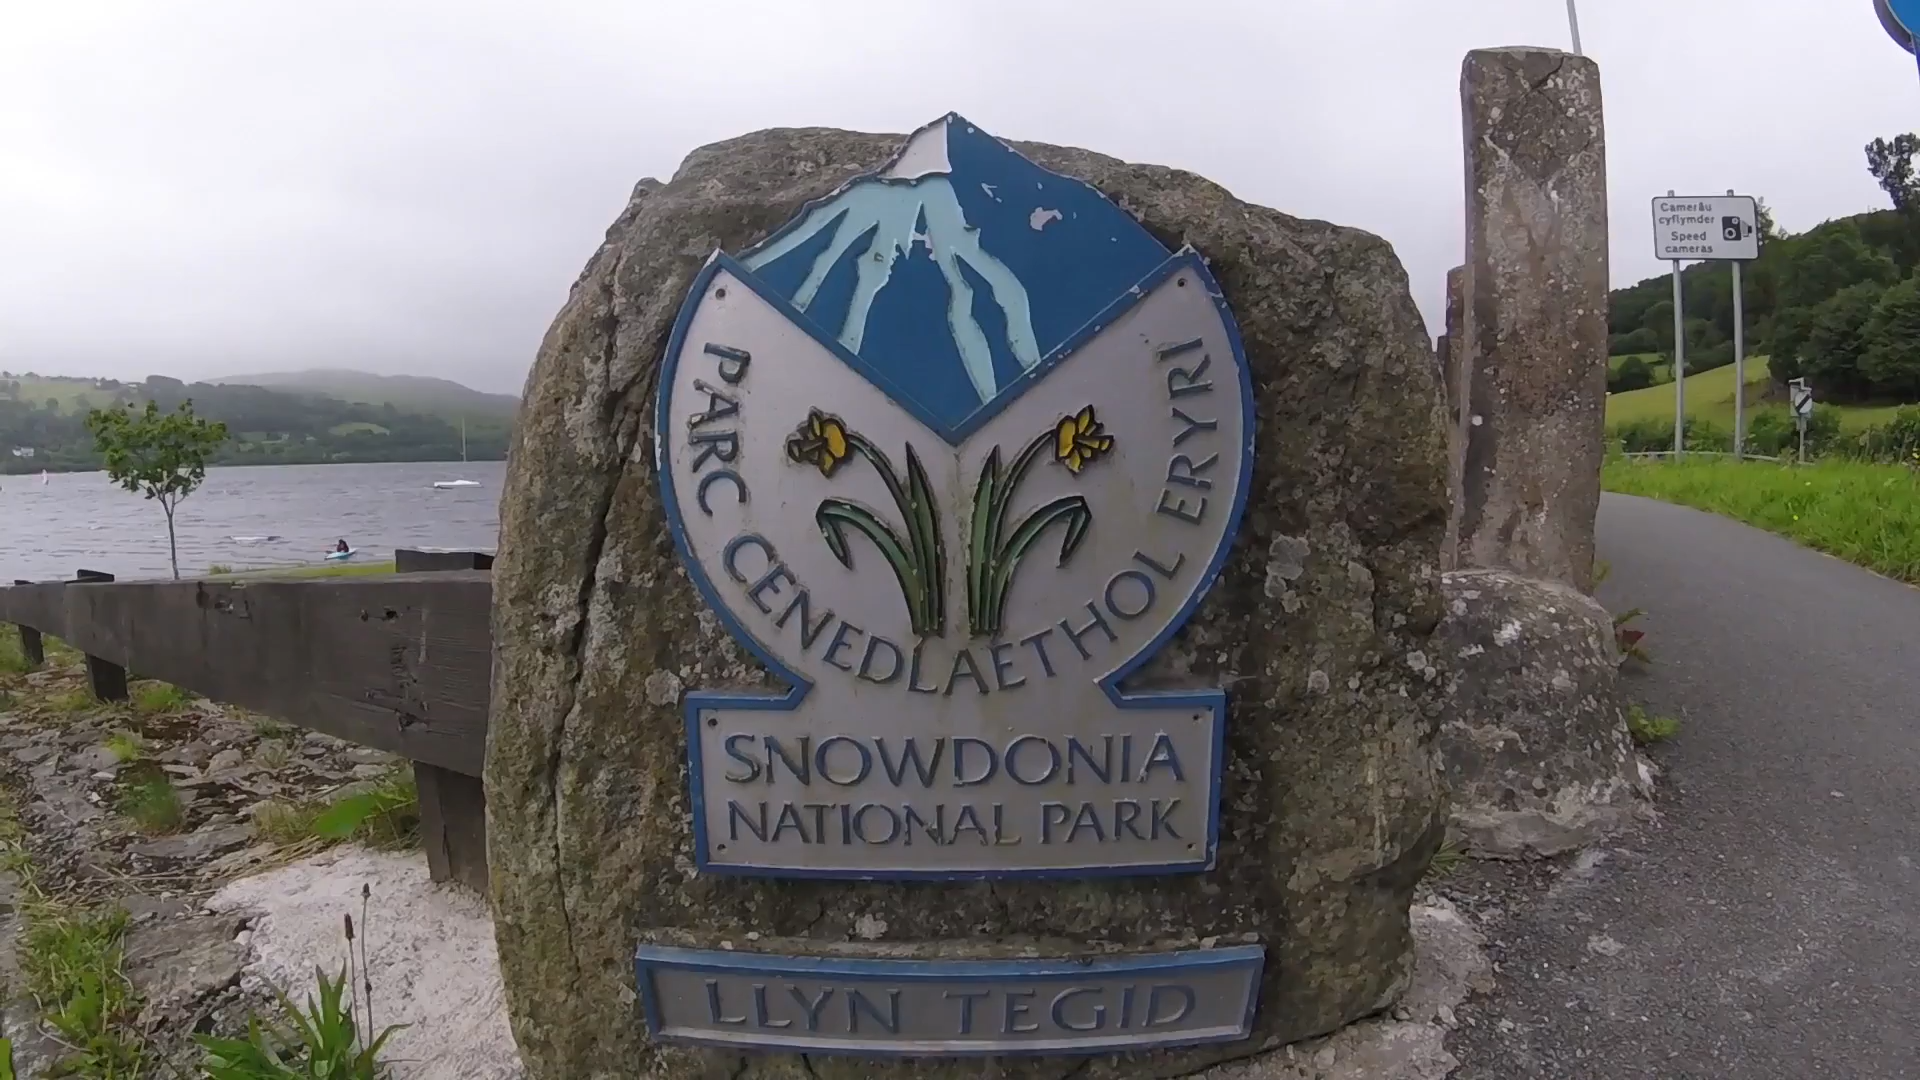 PARC CENEDLAETHOL ERYRI
SNOWDONIA
NATIONAL PARK
LLYN TEGID
Camerâu
cyflymder
Speed
cameras